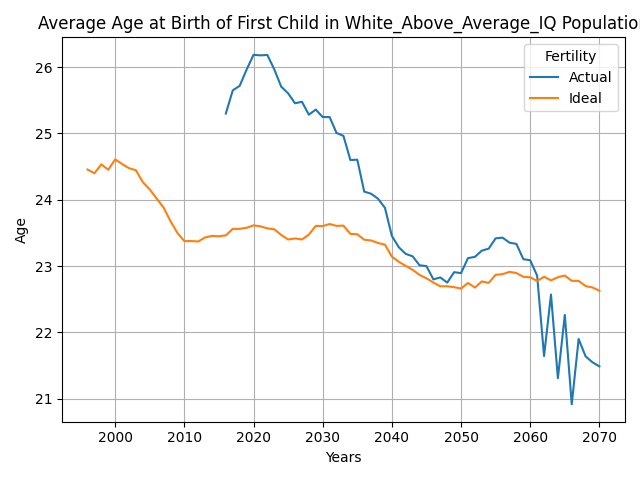 Average Age at Birth of First Child in White_Above_Average_IQ Population
Fertility
Actual
Ideal
26
25
24
23
22
21
Age
2000
2010
2020
2030
2040
2050
2060
2070
Years